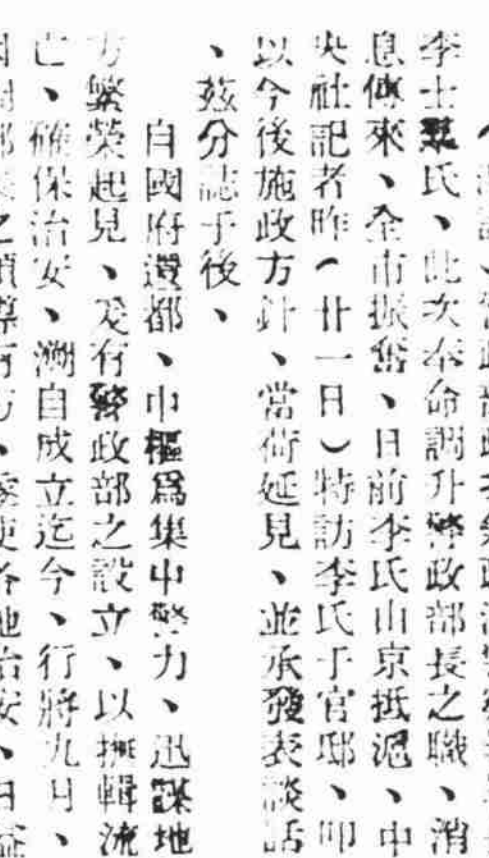 李士羣氏、此次奉命調升警政部長之職、消
息傳來、全市振奮、日前李氏由京抵滬、中
央社記者昨（廿一日）特訪李氏于官邸、叩
以今後施政方針、當荷延見、並承發表談話
、茲分誌于後、
自國府還都、中樞爲集中警力、迅謀地
方繁榮起見、爰有警政部之設立、以撫輯流
亡、確保治安、溯自成立迄今、行將九月、